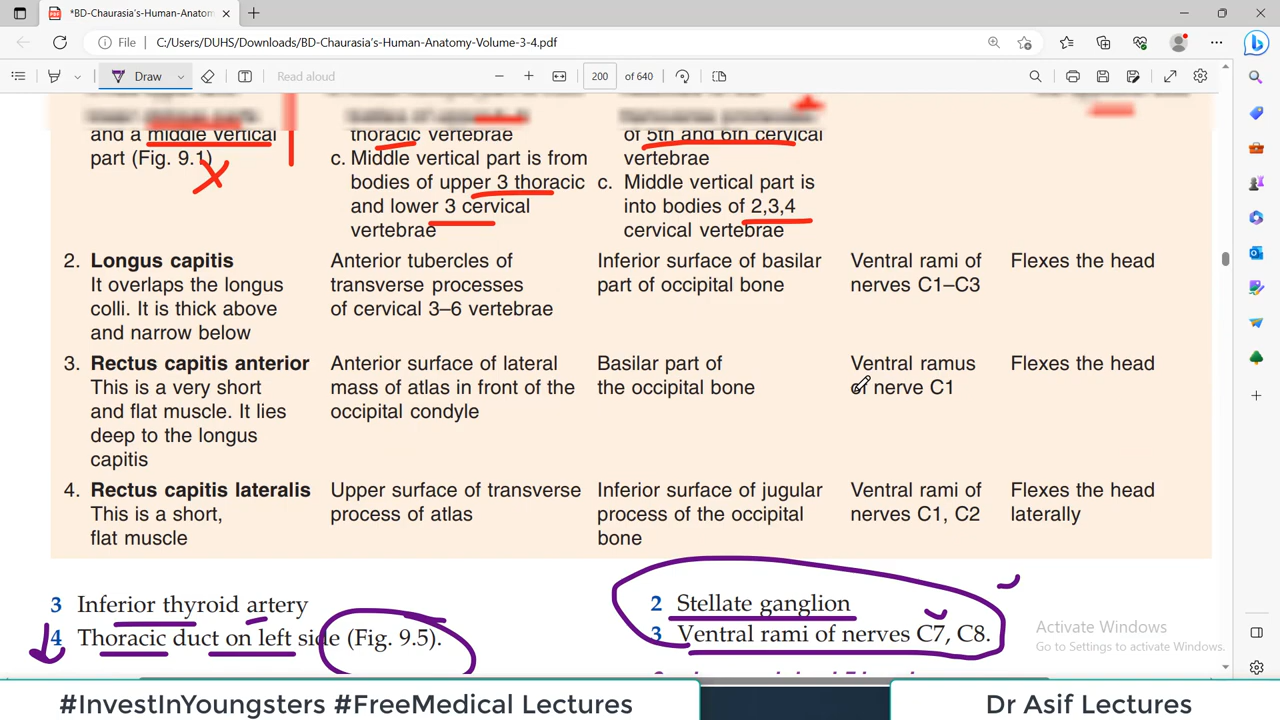 *BD-Chaurasia's-Human-Anatom
File
C:/Users/DUHS/Downloads/BD-Chaurasia's-Human-Anatomy-Volume-3-4.pdf
Draw
Read aloud
200
of 640
and a middle vertical
part (Fig. 9.1)
thoracic vertebrae
c. Middle vertical part is from
bodies of upper 3 thoracic
and lower 3 cervical
vertebrae
of 5th and 6th cervical
vertebrae
c. Middle vertical part is
into bodies of 2,3,4
cervical vertebrae
2. Longus capitis
It overlaps the longus
colli. It is thick above
and narrow below
Anterior tubercles of
transverse processes
of cervical 3–6 vertebrae
Inferior surface of basilar
part of occipital bone
Ventral rami of
nerves C1–C3
Flexes the head
3. Rectus capitis anterior
This is a very short
and flat muscle. It lies
deep to the longus
capitis
Anterior surface of lateral
mass of atlas in front of the
occipital condyle
Basilar part of
the occipital bone
Ventral ramus
of nerve C1
Flexes the head
4. Rectus capitis lateralis
This is a short,
flat muscle
Upper surface of transverse
process of atlas
Inferior surface of jugular
process of the occipital
bone
Ventral rami of
nerves C1, C2
Flexes the head
laterally
3 Inferior thyroid artery
4 Thoracic duct on left side (Fig. 9.5).
2 Stellate ganglion
3 Ventral rami of nerves C7, C8.
Activate Windows
Go to Settings to activate Windows.
#InvestInYoungsters #FreeMedical Lectures
Dr Asif Lectures